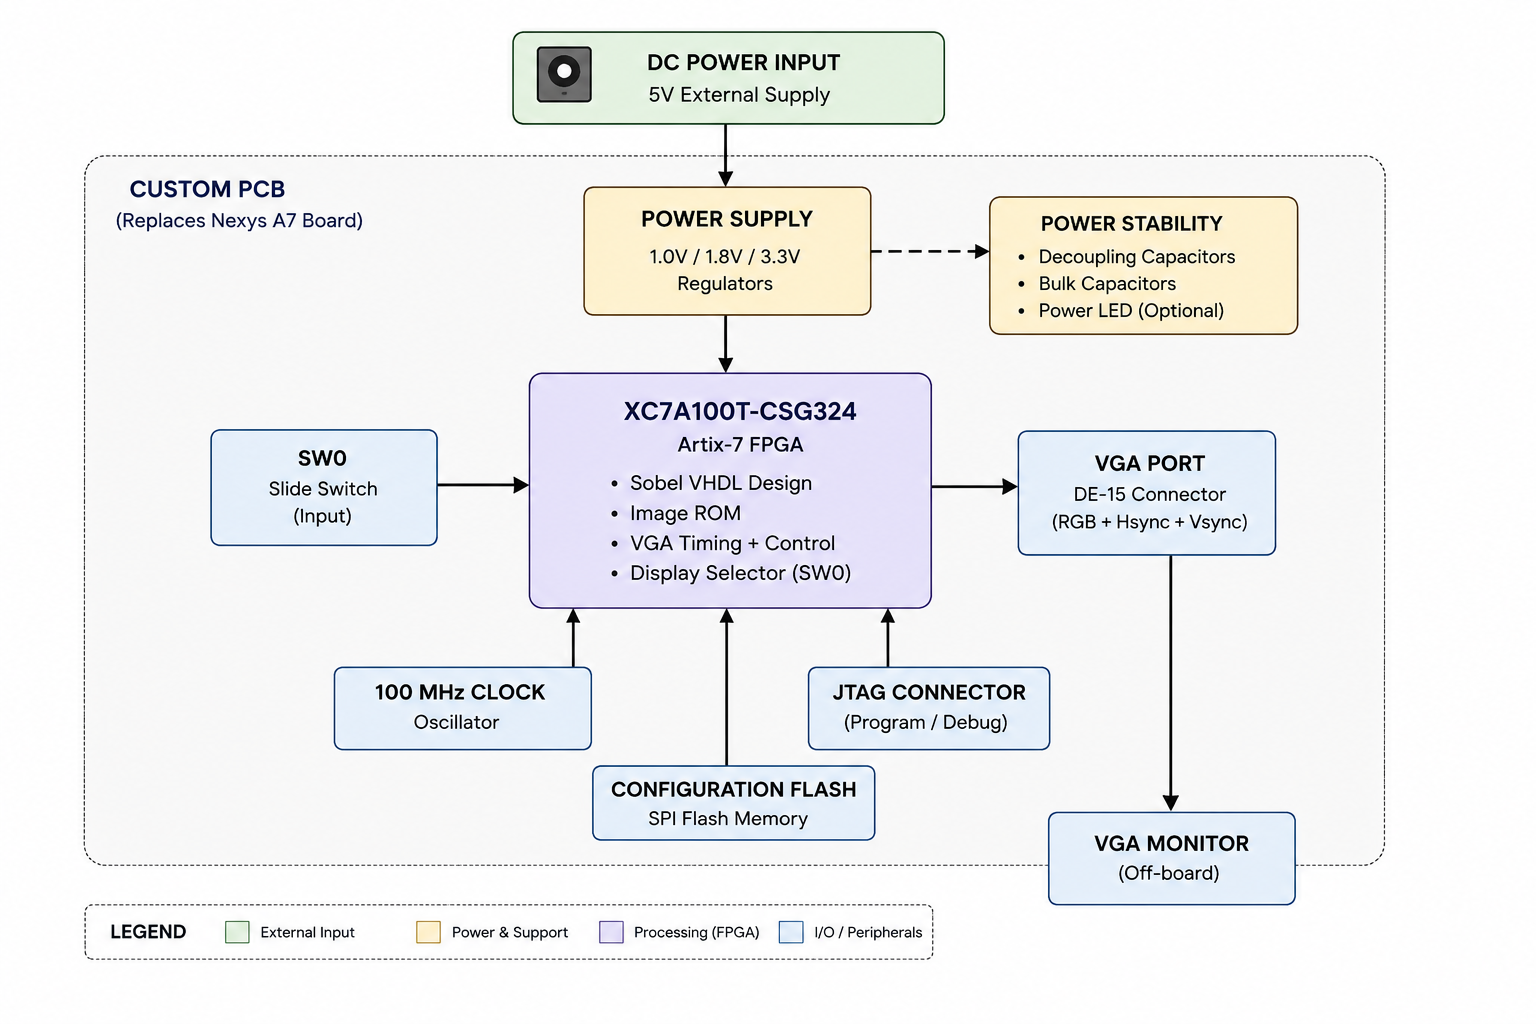 DC POWER INPUT
5V External Supply
CUSTOM PCB
(Replaces Nexys A7 Board)
POWER SUPPLY
1.0V / 1.8V / 3.3V
Regulators
POWER STABILITY
• Decoupling Capacitors
• Bulk Capacitors
• Power LED (Optional)
XC7A100T-CSG324
Artix-7 FPGA
• Sobel VHDL Design
• Image ROM
• VGA Timing + Control
• Display Selector (SW0)
SW0
Slide Switch
(Input)
VGA PORT
DE-15 Connector
(RGB + Hsync + Vsync)
100 MHz CLOCK
Oscillator
JTAG CONNECTOR
(Program / Debug)
CONFIGURATION FLASH
SPI Flash Memory
VGA MONITOR
(Off-board)
LEGEND
External Input
Power & Support
Processing (FPGA)
I/O / Peripherals